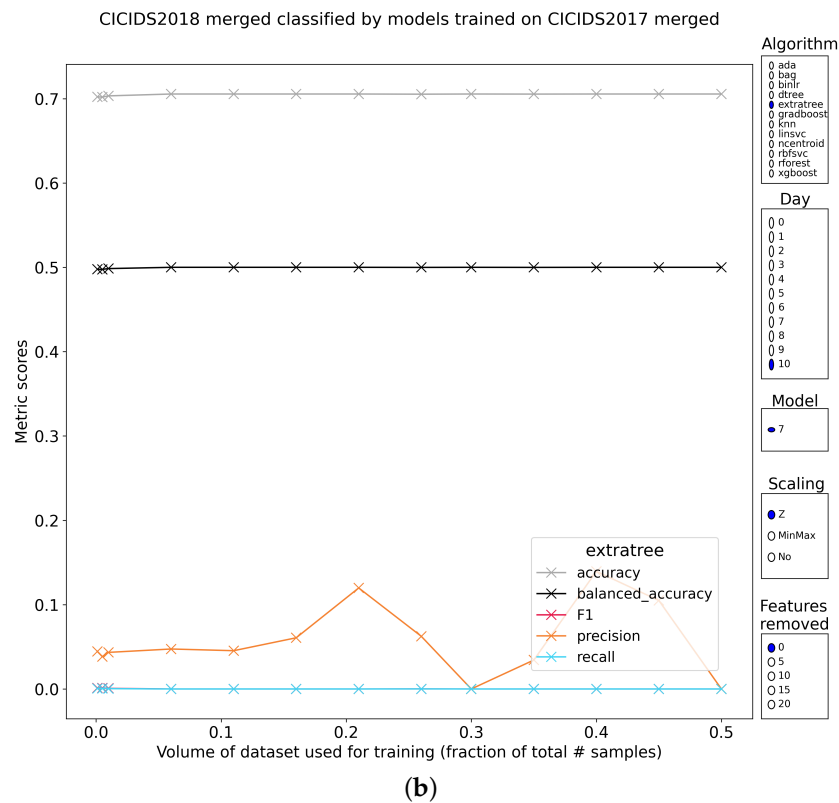 CICIDS2018 merged classified by models trained on CICIDS2017 merged
Metric scores
0.7
0.6
0.5
0.4
0.3
0.2
0.1
0.0
0.0 0.1 0.2 0.3 0.4 0.5
Volume of dataset used for training (fraction of total # samples)
extratree
accuracy
balanced_accuracy
F1
precision
recall
Algorithm
ada
bag
binlr
dtree
extratree
gradboost
knn
linsvc
ncentroid
rbfsvc
rforest
xgboost
Day
0
1
2
3
4
5
6
7
8
9
10
Model
7
Scaling
Z
MinMax
No
Features
removed
0
5
10
15
20
(b)